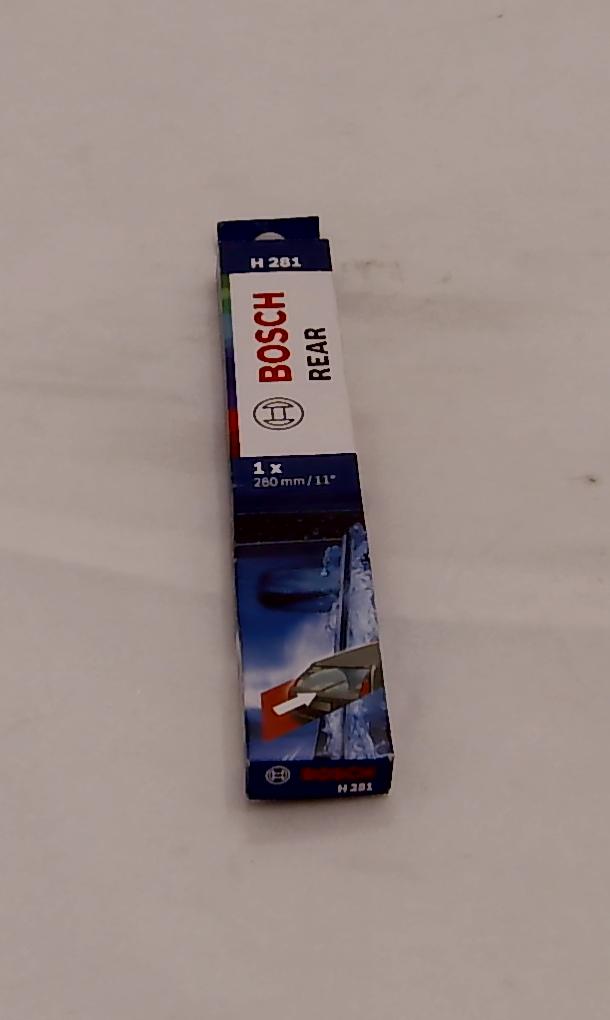 H 281
BOSCH
REAR
1 x
280 mm / 11"
BOSCH
H 281